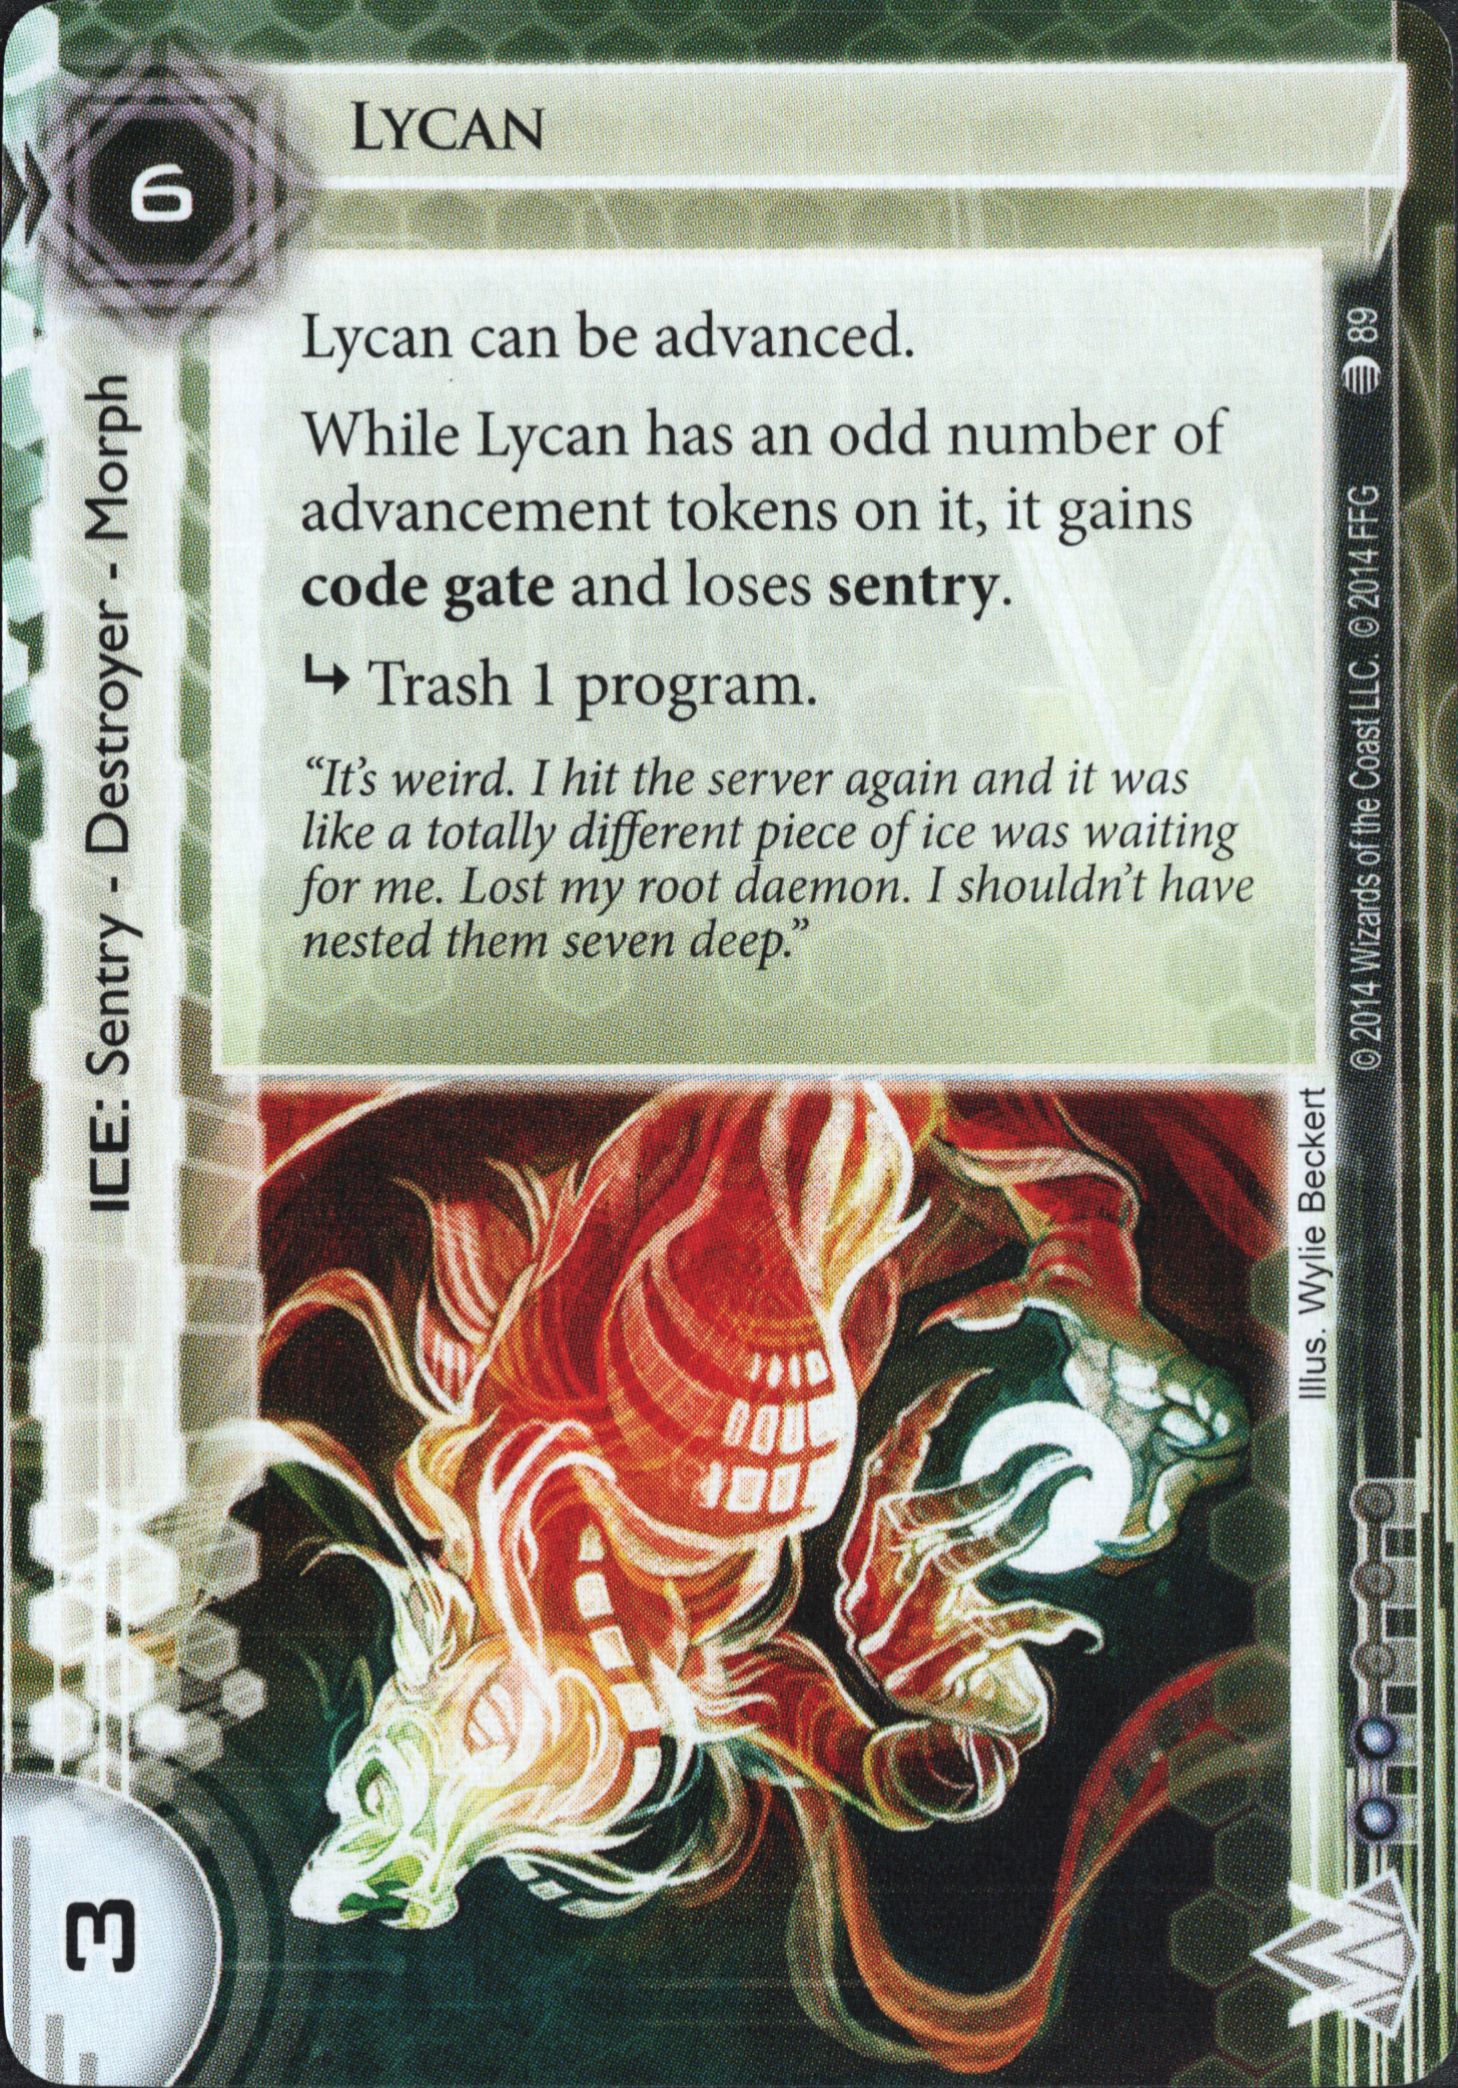 LYCAN
6
Lycan can be advanced.
While Lycan has an odd number of
advancement tokens on it, it gains
code gate and loses sentry.
Trash 1 program.
“It’s weird. I hit the server again and it was
like a totally different piece of ice was waiting
for me. Lost my root daemon. I shouldn’t have
nested them seven deep.”
ICE: Sentry - Destroyer - Morph
3
Illus. Wylie Beckert
© 2014 Wizards of the Coast LLC. © 2014 FFG
89